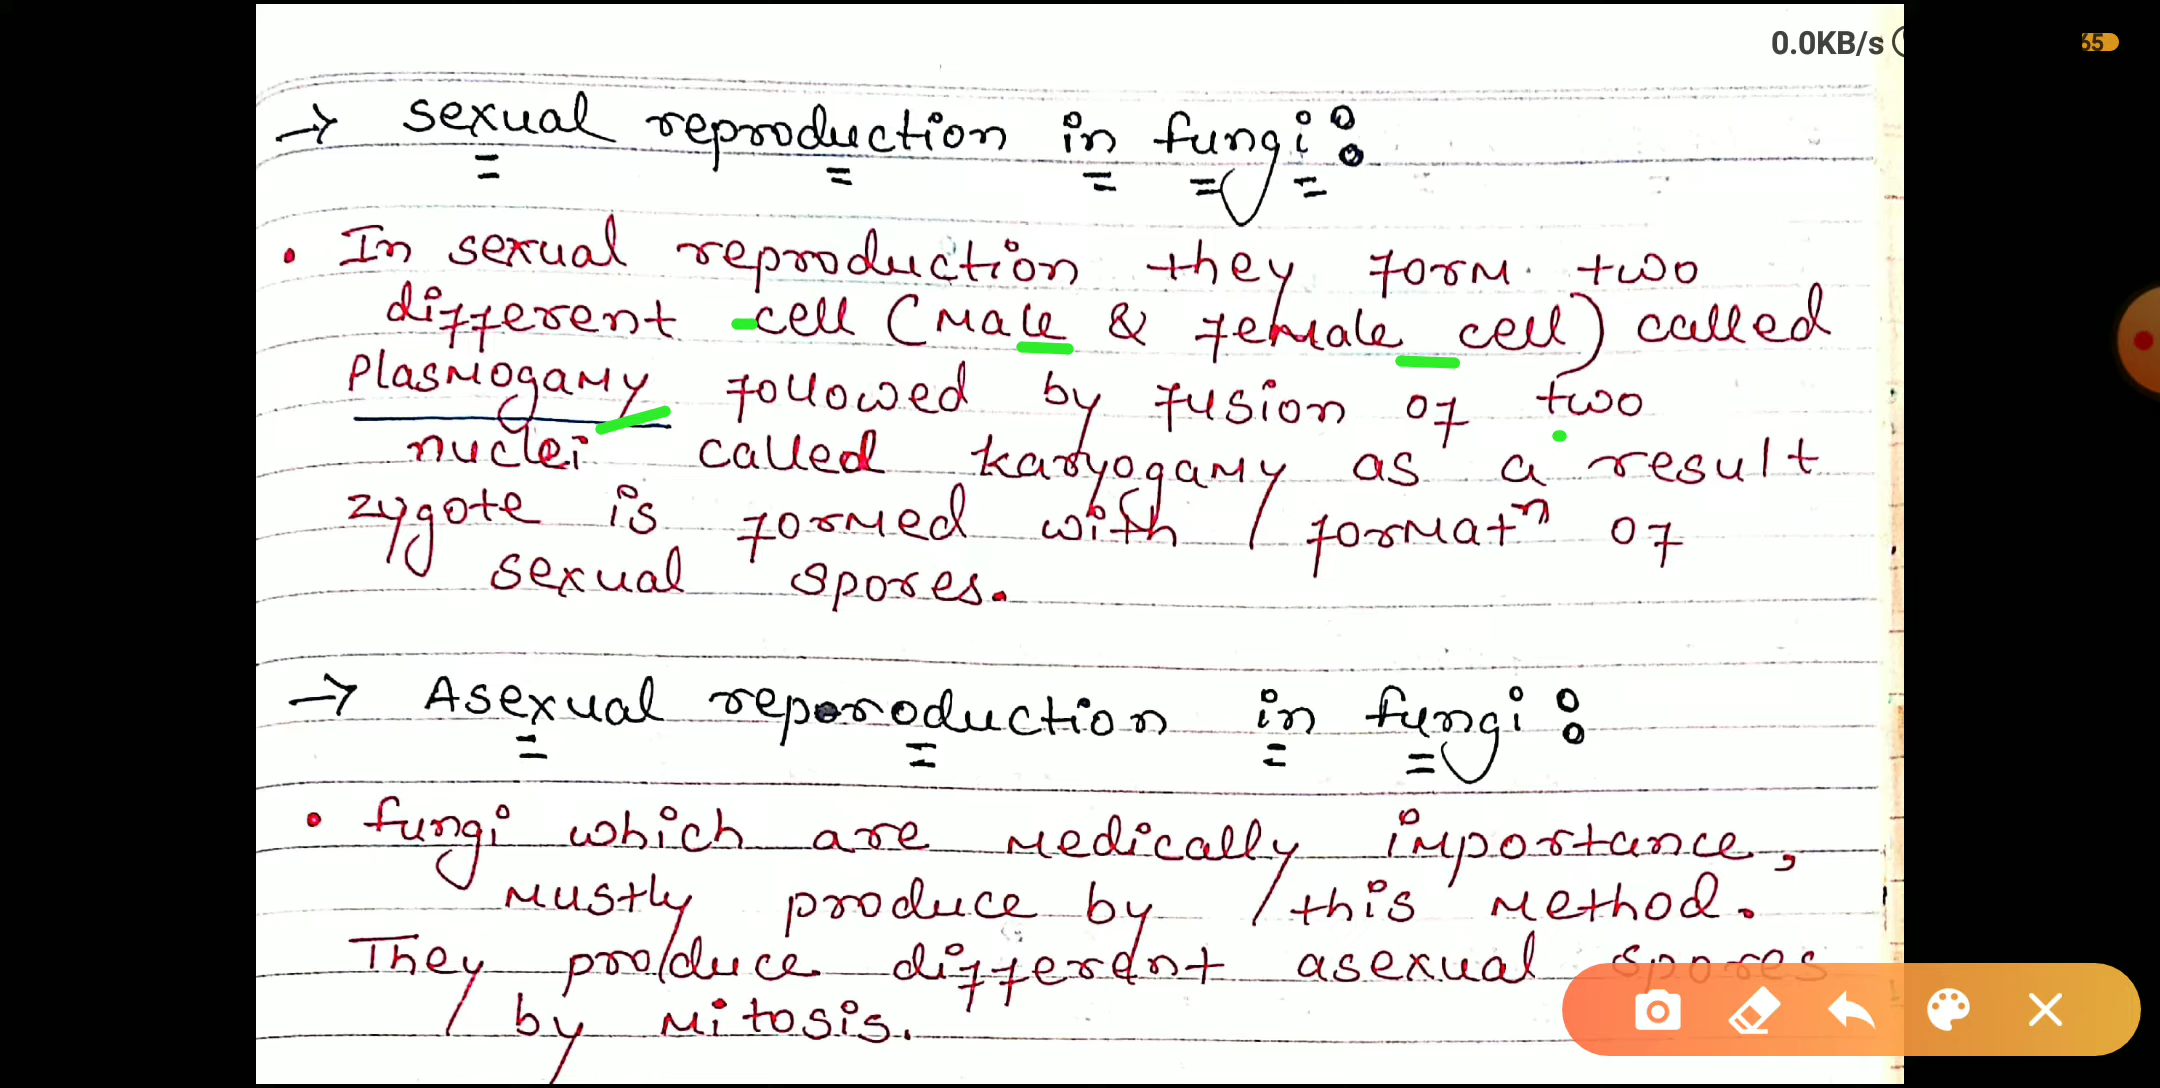 0.0KB/s
65
→ sexual reproduction in fungi:
• In sexual reproduction they form two
different cell (male & female cell) called
Plasmogamy followed by fusion of two
nuclei called karyogamy as a result
zygote is formed with / formatⁿ of
sexual spores.
→ Asexual reporoduction in fungi:
• fungi which are medically importance,
mustly produce by this method.
They produce different asexual spores
by mitosis.